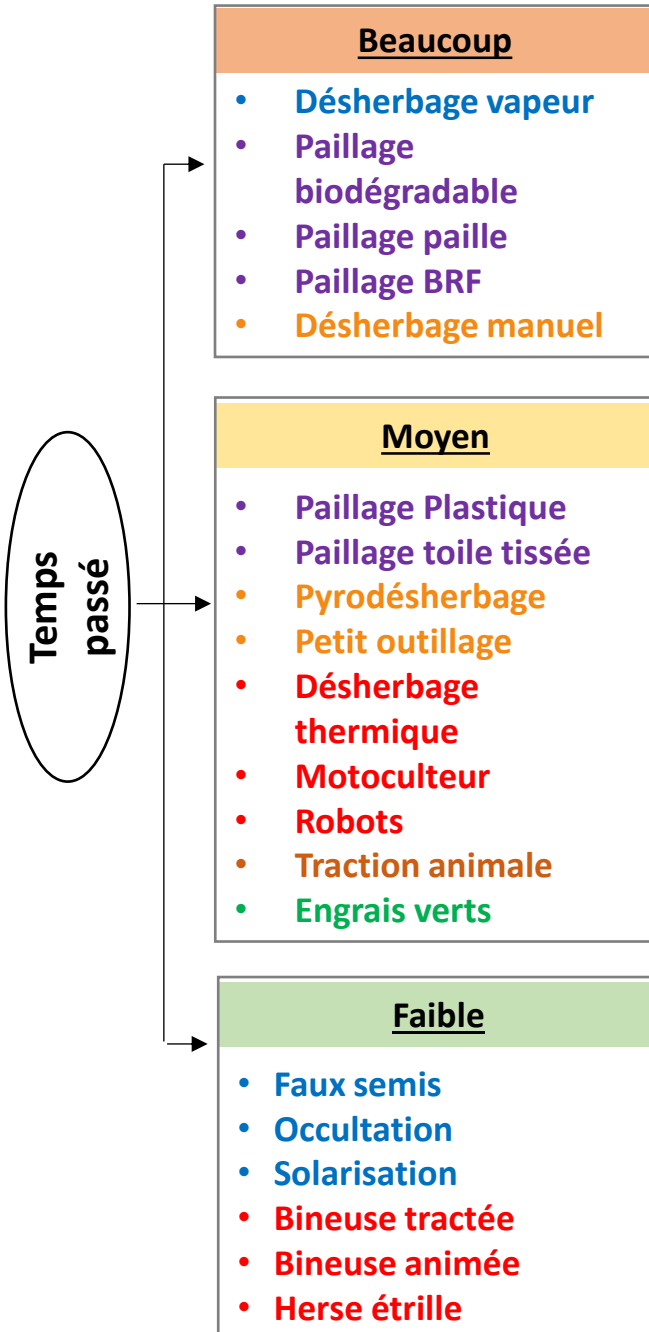 Beaucoup
• Désherbage vapeur
• Paillage
biodégradable
• Paillage paille
• Paillage BRF
• Désherbage manuel
Temps
passé
Moyen
• Paillage Plastique
• Paillage toile tissée
• Pyrodésherbage
• Petit outillage
• Désherbage
thermique
• Motoculteur
• Robots
• Traction animale
• Engrais verts
Faible
• Faux semis
• Occultation
• Solarisation
• Bineuse tractée
• Bineuse animée
• Herse étrille